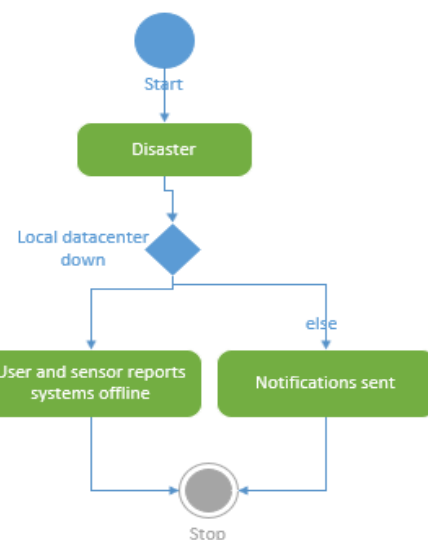 Start
Disaster
Local datacenter
down
else
User and sensor reports
systems offline
Notifications sent
Stop